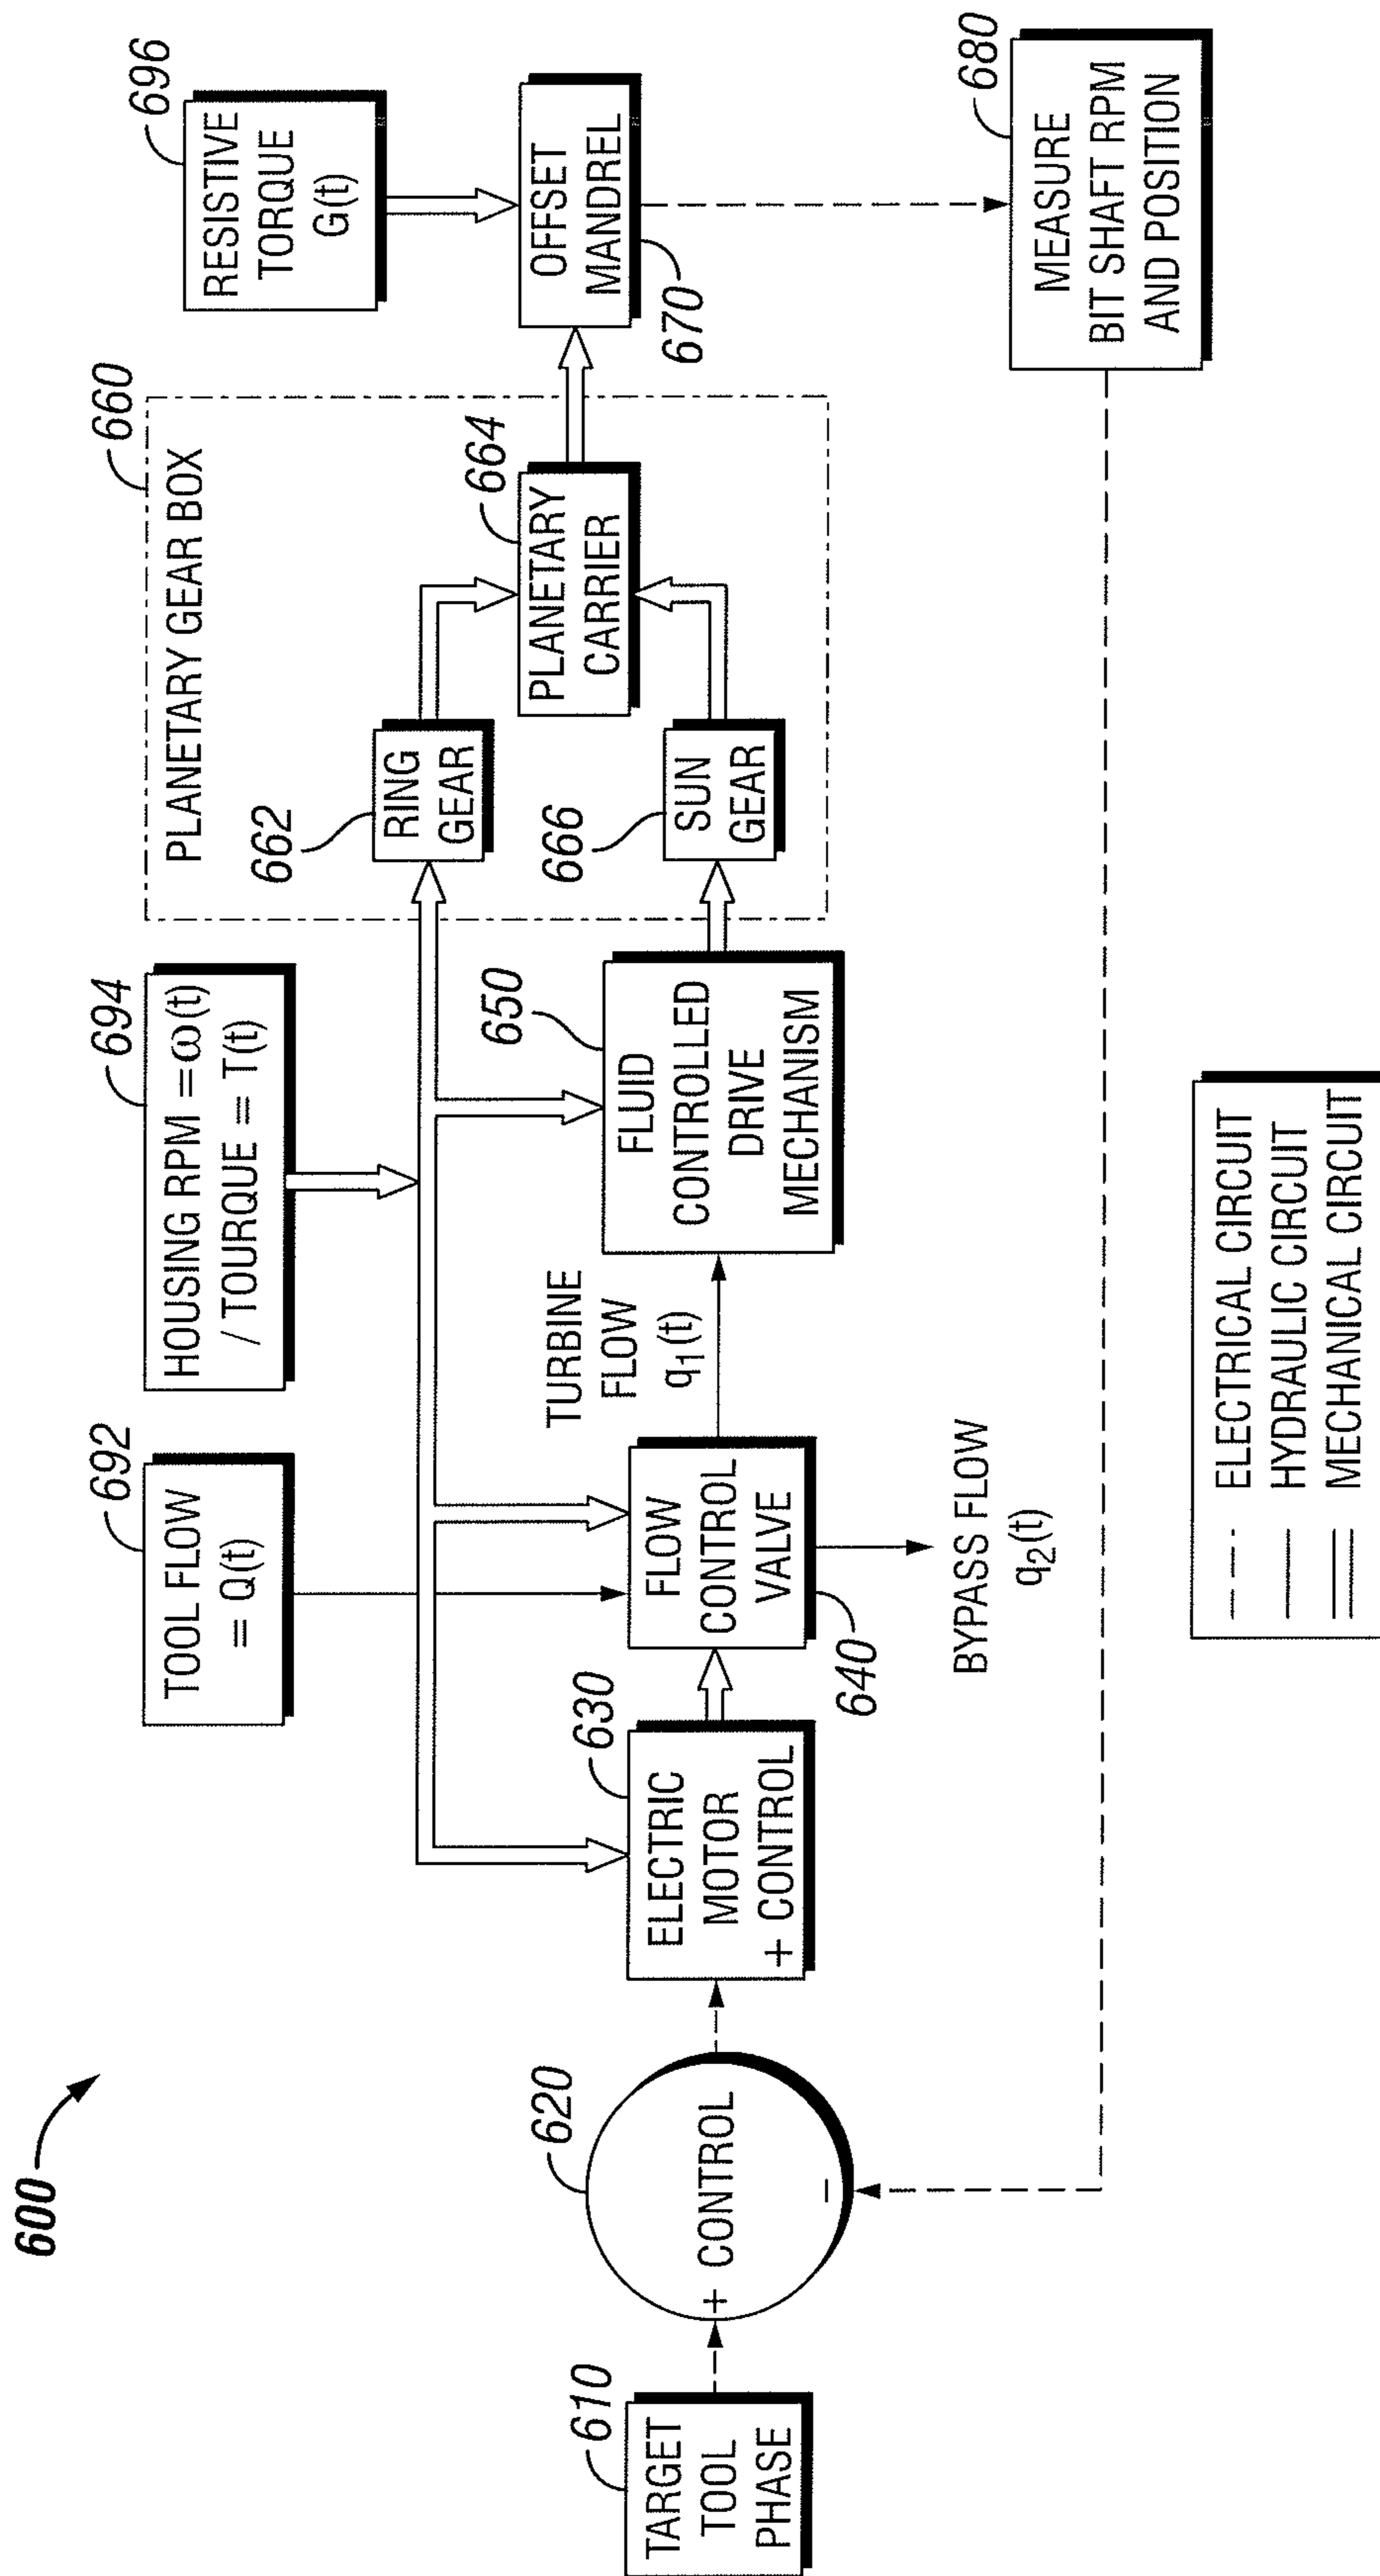 600
692
TOOL FLOW
= Q(t)
694
HOUSING RPM = ω(t)
/ TOURQUE = T(t)
660
PLANETARY GEAR BOX
696
RESISTIVE
TORQUE
G(t)
662
RING
GEAR
664
PLANETARY
CARRIER
OFFSET
MANDREL
670
610
TARGET
TOOL
PHASE
620
+ CONTROL
−
630
ELECTRIC
MOTOR
+ CONTROL
FLOW
CONTROL
VALVE
640
TURBINE
FLOW
q1(t)
650
FLUID
CONTROLLED
DRIVE
MECHANISM
666
SUN
GEAR
BYPASS FLOW
q2(t)
680
MEASURE
BIT SHAFT RPM
AND POSITION
ELECTRICAL CIRCUIT
HYDRAULIC CIRCUIT
MECHANICAL CIRCUIT